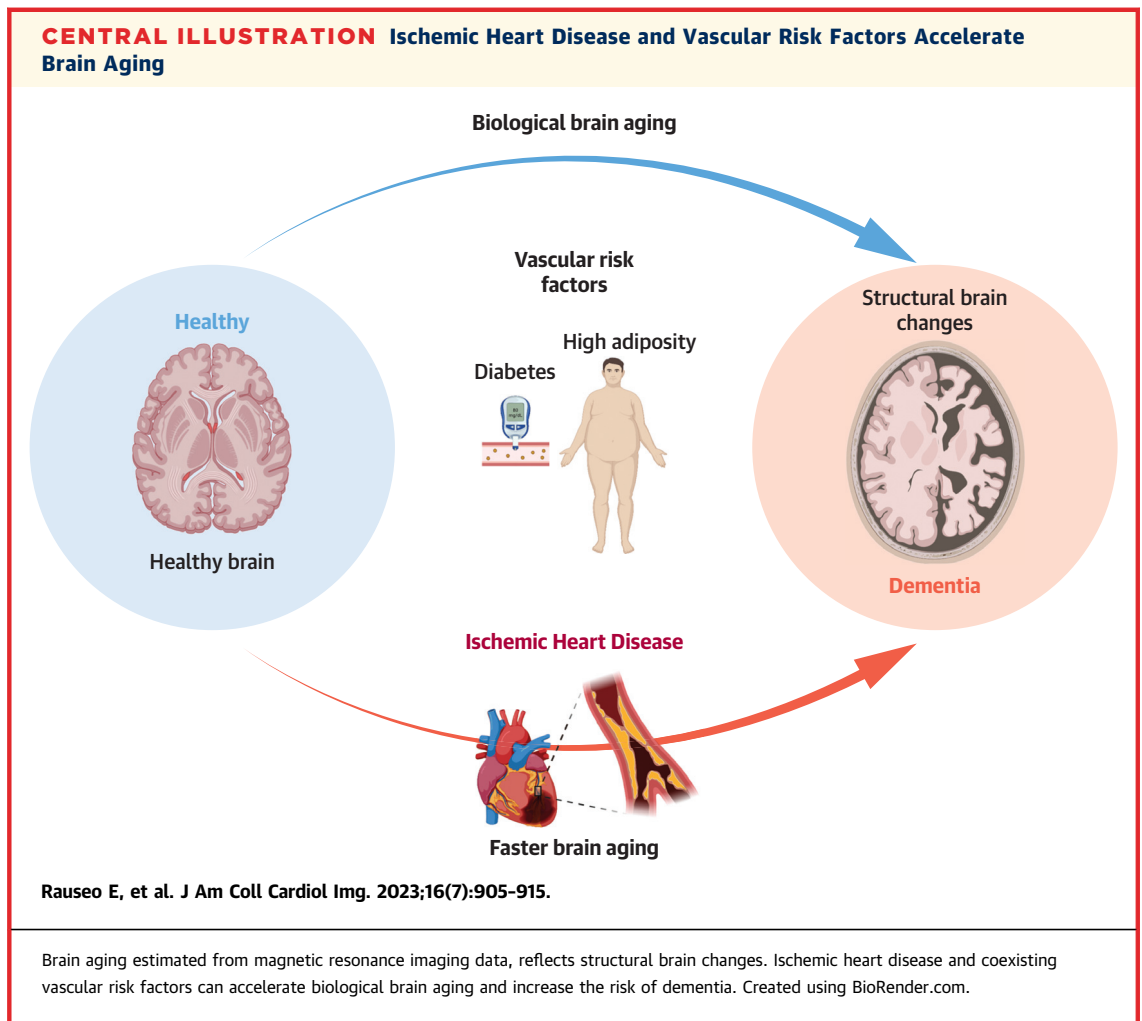 CENTRAL ILLUSTRATION Ischemic Heart Disease and Vascular Risk Factors Accelerate
Brain Aging
Biological brain aging
Vascular risk
factors
Healthy
High adiposity
Diabetes
80
mg/dL
Structural brain
changes
Healthy brain
Dementia
Ischemic Heart Disease
Faster brain aging
Rauseo E, et al. J Am Coll Cardiol Img. 2023;16(7):905–915.
Brain aging estimated from magnetic resonance imaging data, reflects structural brain changes. Ischemic heart disease and coexisting
vascular risk factors can accelerate biological brain aging and increase the risk of dementia. Created using BioRender.com.